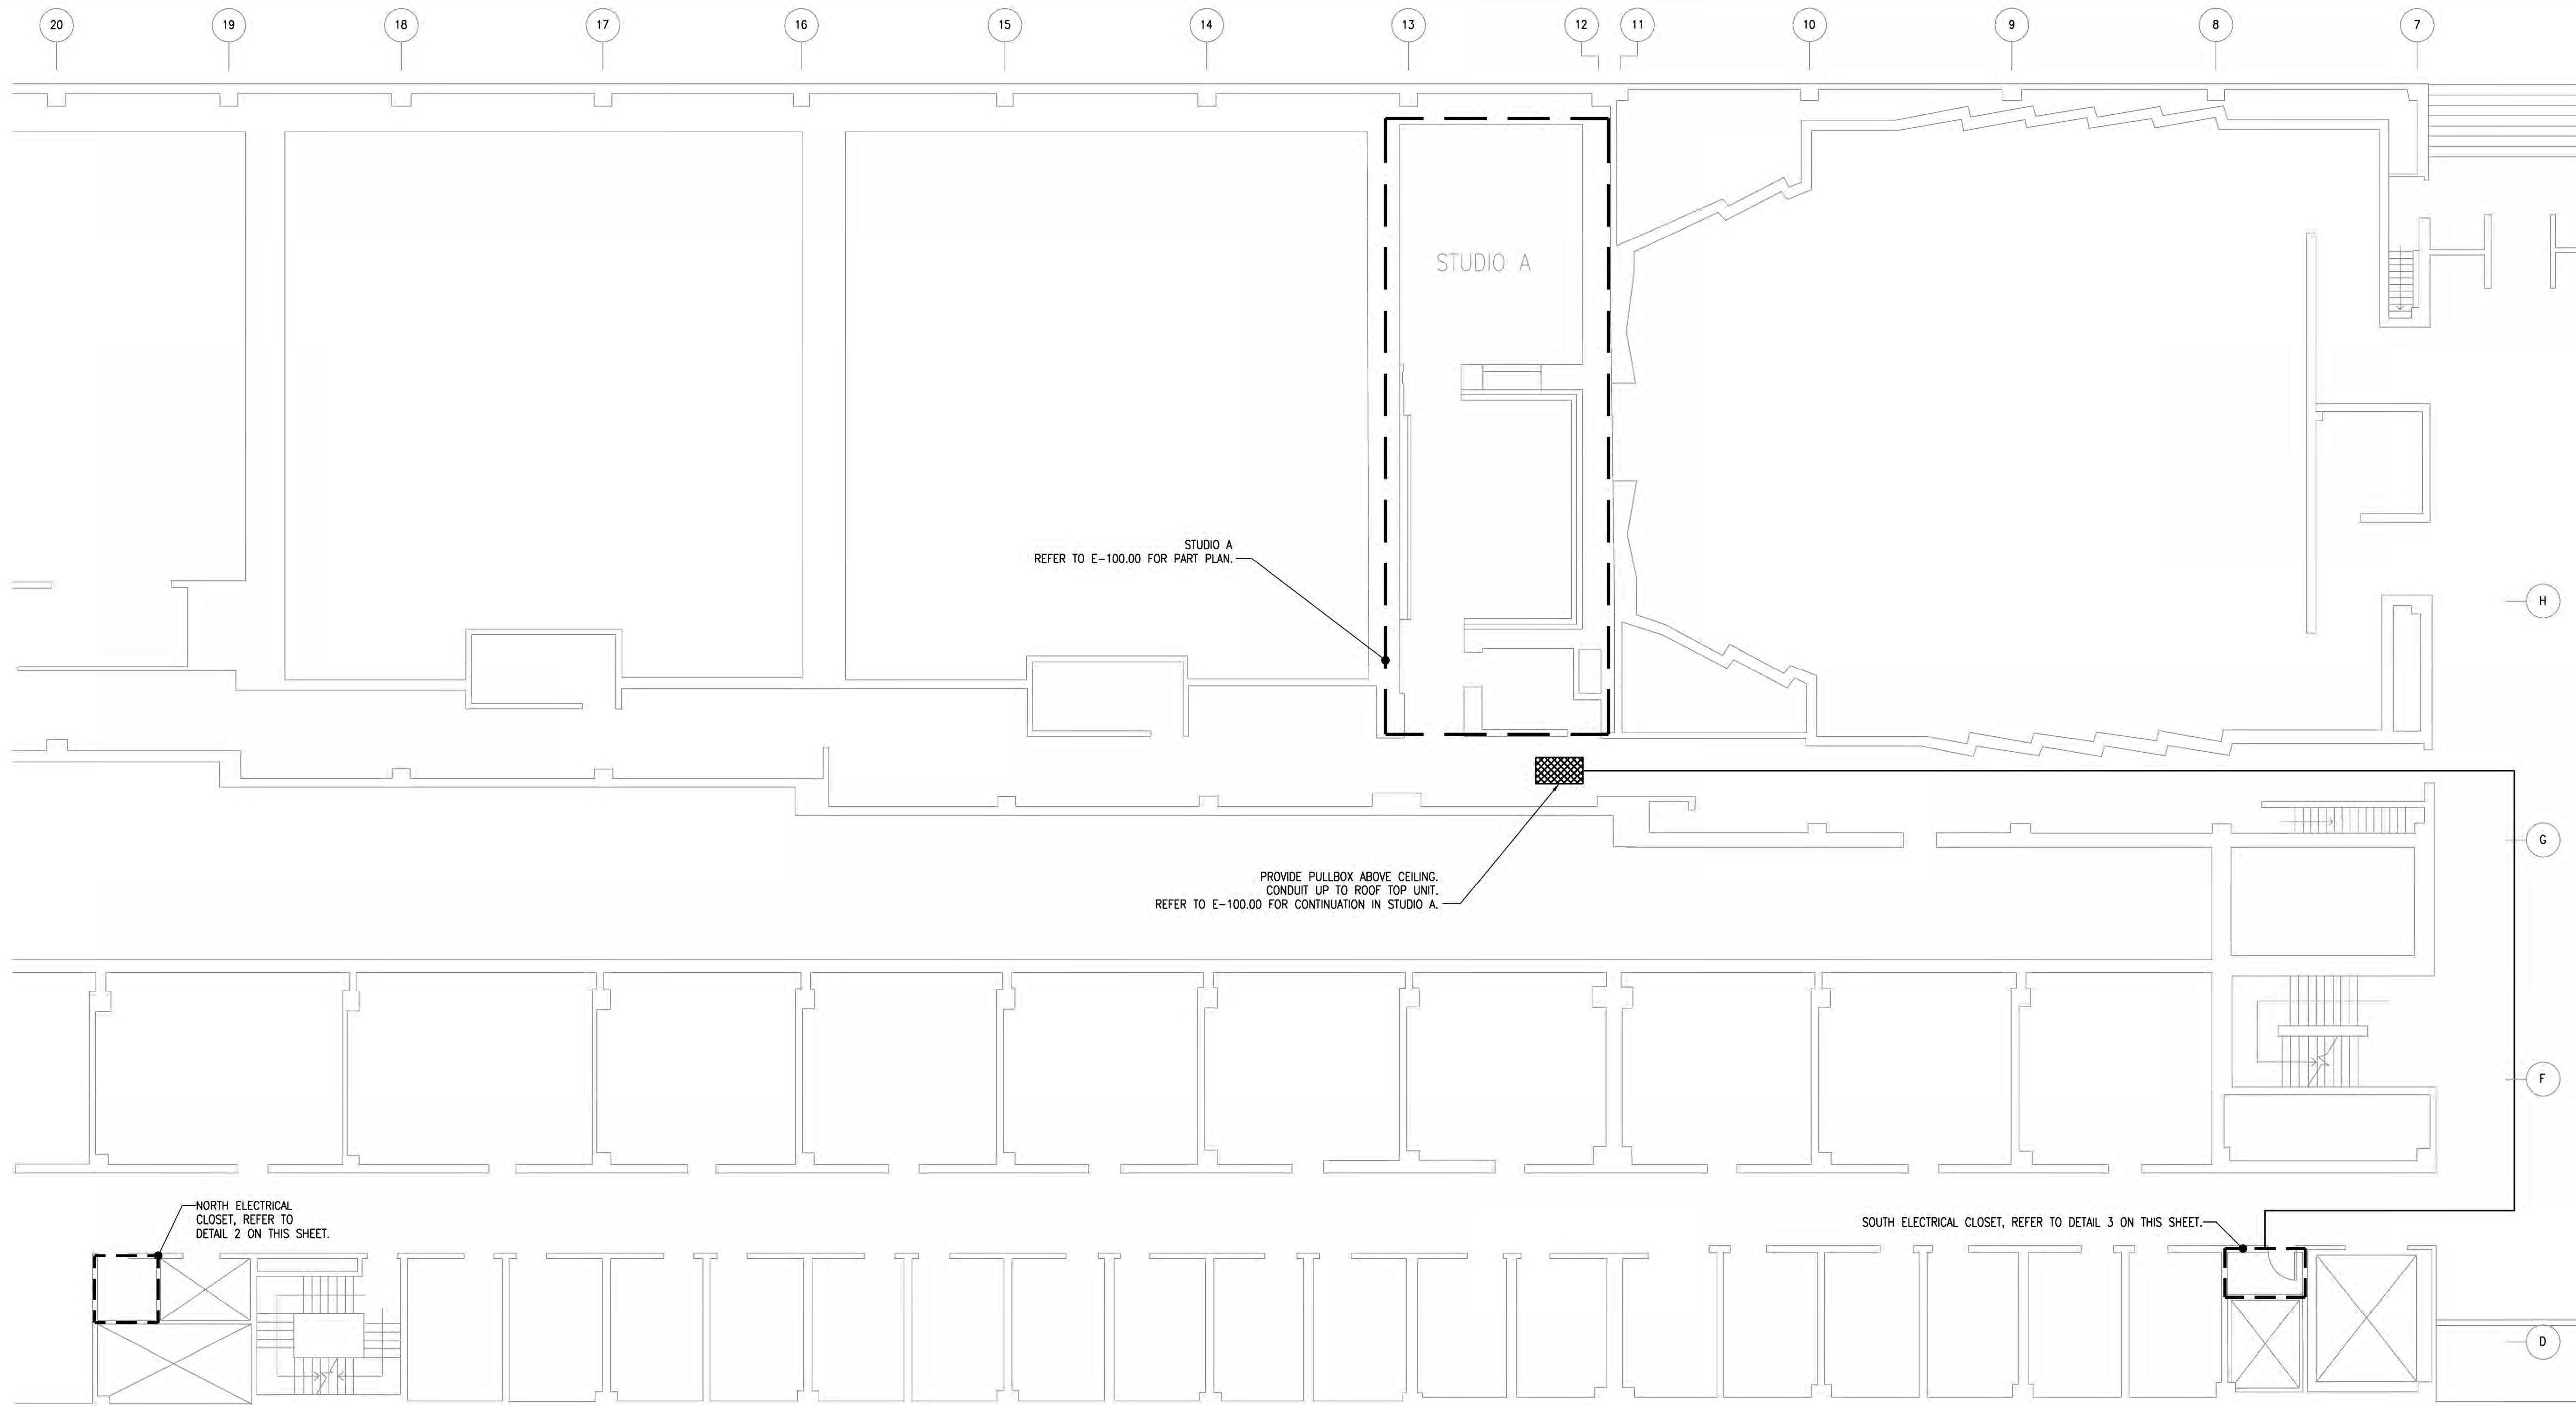 20
19
18
17
16
15
14
13
12
11
10
9
8
7
STUDIO A
STUDIO A
REFER TO E-100.00 FOR PART PLAN.
H
G
PROVIDE PULLBOX ABOVE CEILING.
CONDUIT UP TO ROOF TOP UNIT.
REFER TO E-100.00 FOR CONTINUATION IN STUDIO A.
F
NORTH ELECTRICAL
CLOSET, REFER TO
DETAIL 2 ON THIS SHEET.
SOUTH ELECTRICAL CLOSET, REFER TO DETAIL 3 ON THIS SHEET.
D